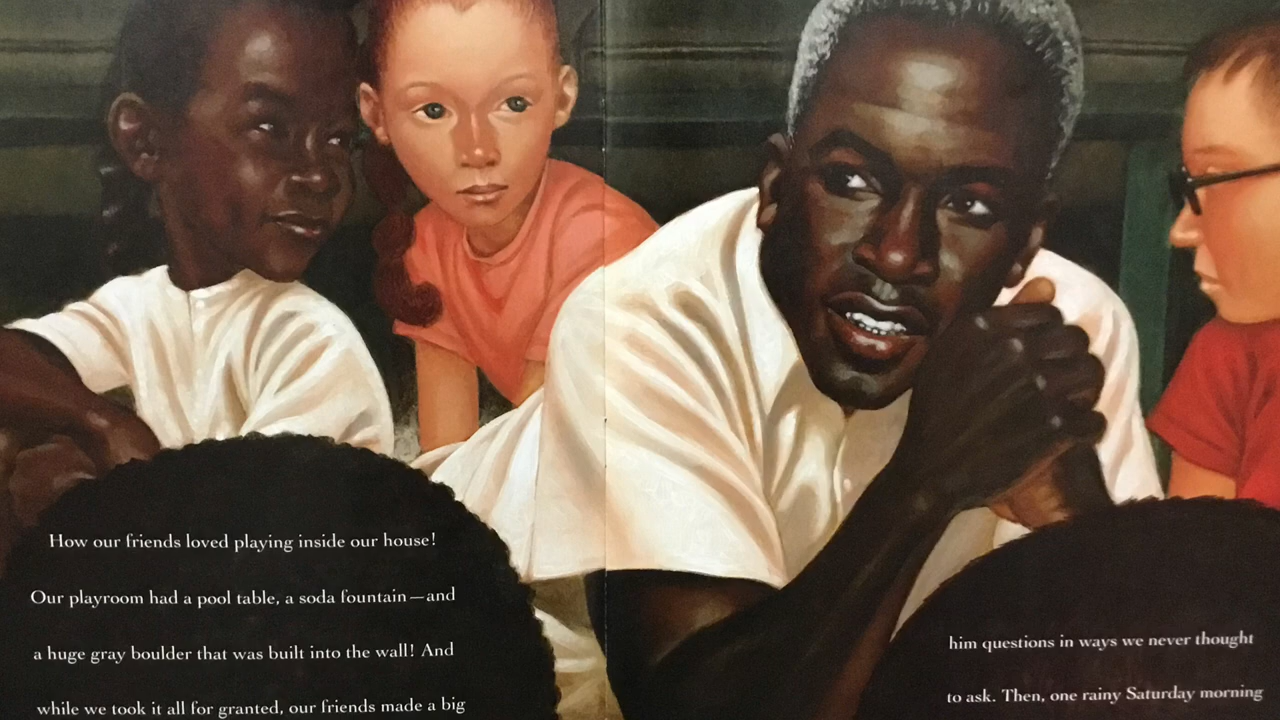 How our friends loved playing inside our house!
Our playroom had a pool table, a soda fountain—and
a huge gray boulder that was built into the wall! And
while we took it all for granted, our friends made a big
him questions in ways we never thought
to ask. Then, one rainy Saturday morning